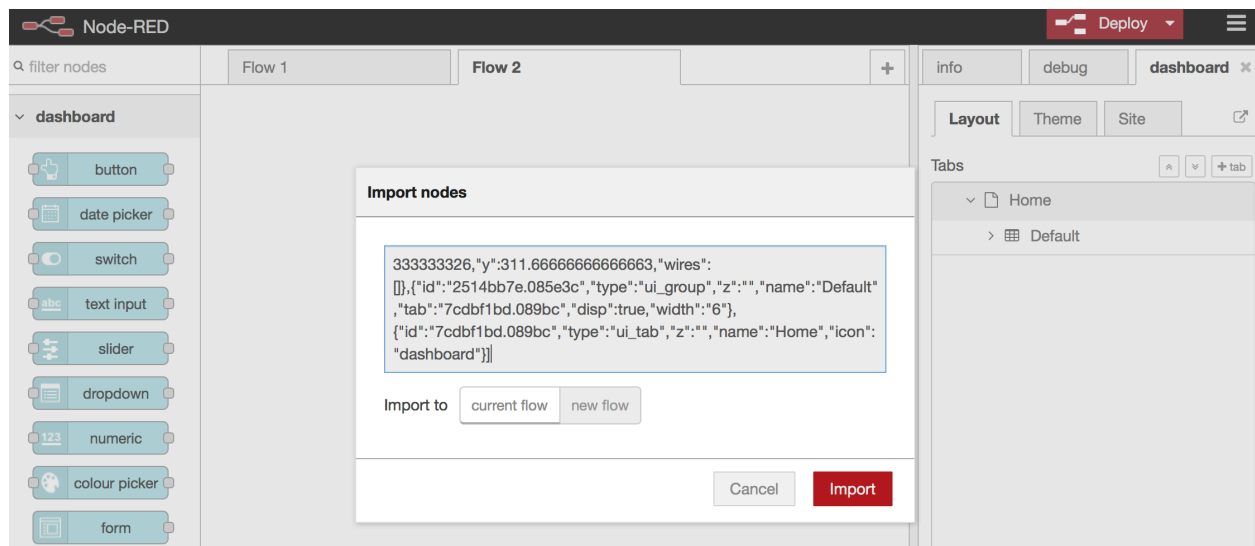 Node-RED
Deploy
filter nodes
Flow 1
Flow 2
info
debug
dashboard
dashboard
Layout
Theme
Site
button
Tabs
tab
Import nodes
date picker
Home
switch
Default
333333326,"y":311.66666666666663,"wires":
[]},{"id":"2514bb7e.085e3c","type":"ui_group","z":"","name":"Default"
,"tab":"7cdbf1bd.089bc","disp":true,"width":"6"},
{"id":"7cdbf1bd.089bc","type":"ui_tab","z":"","name":"Home","icon":
"dashboard"}]
abc
text input
slider
dropdown
Import to
current flow
new flow
123
numeric
colour picker
Cancel
Import
form